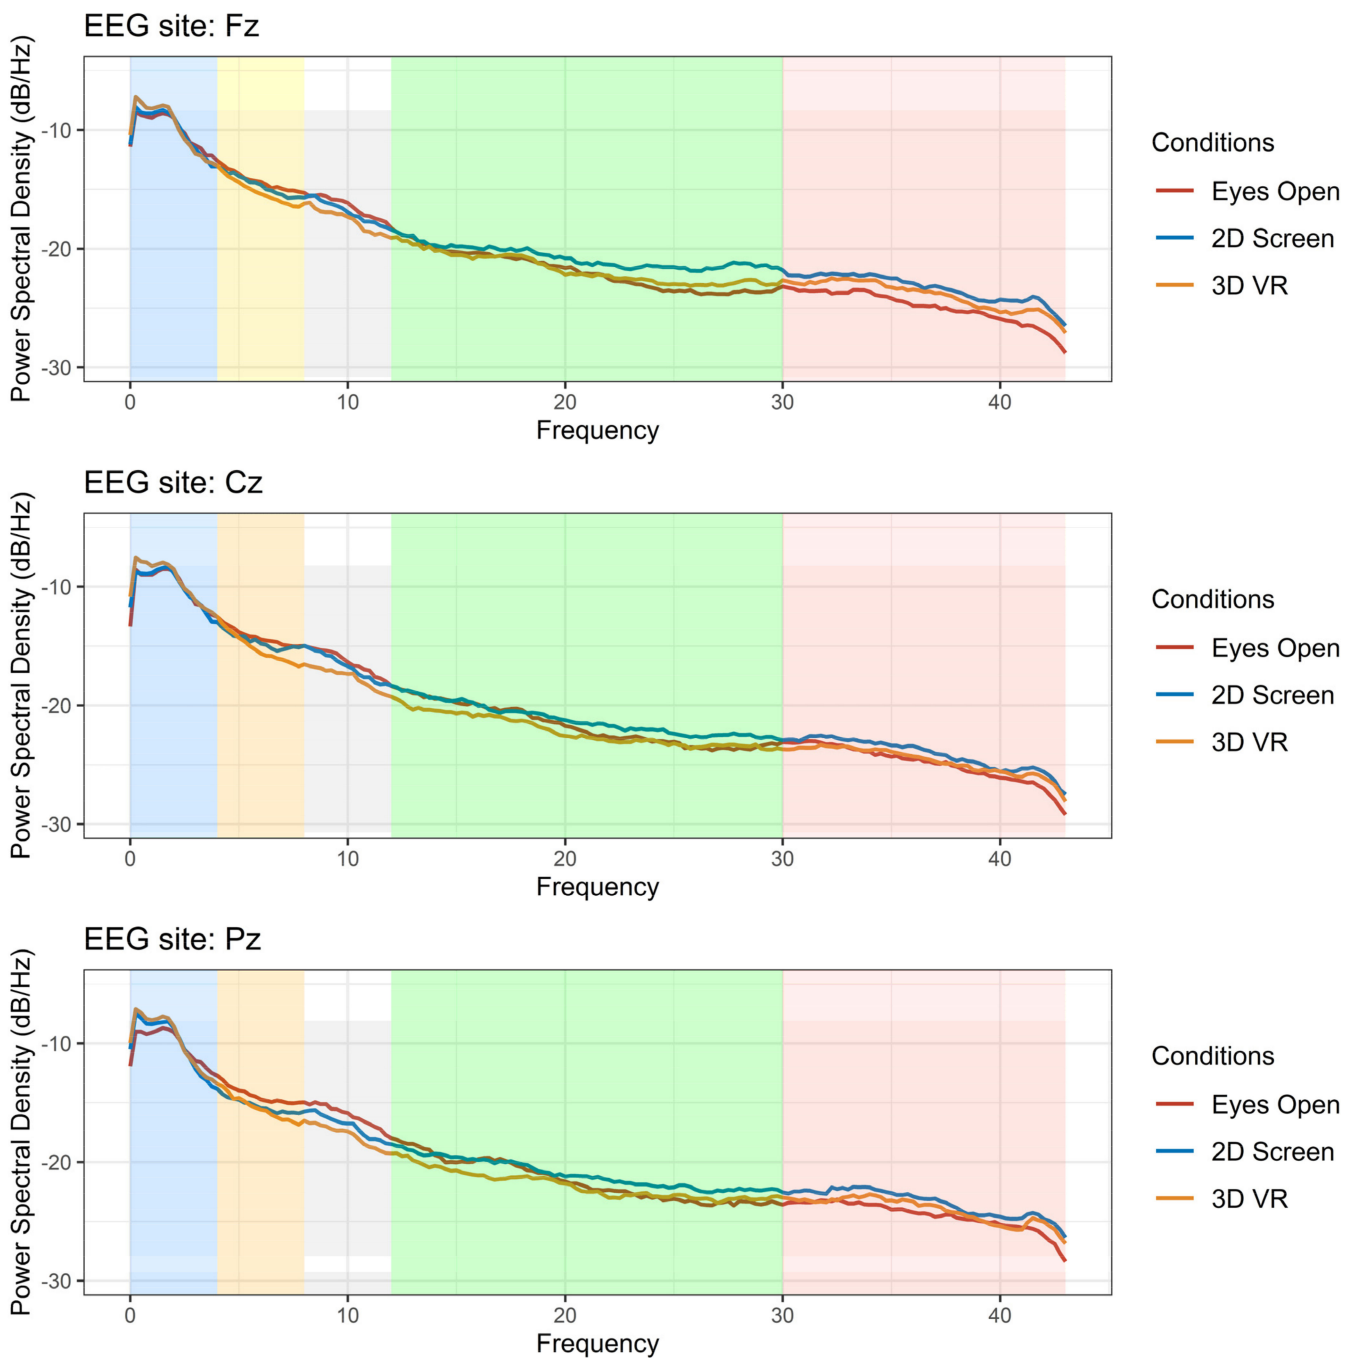 EEG site: Fz
Power Spectral Density (dB/Hz)
-10
-20
-30
0 10 20 30 40
Frequency
Conditions
Eyes Open
2D Screen
3D VR
EEG site: Cz
Power Spectral Density (dB/Hz)
-10
-20
-30
0 10 20 30 40
Frequency
Conditions
Eyes Open
2D Screen
3D VR
EEG site: Pz
Power Spectral Density (dB/Hz)
-10
-20
-30
0 10 20 30 40
Frequency
Conditions
Eyes Open
2D Screen
3D VR